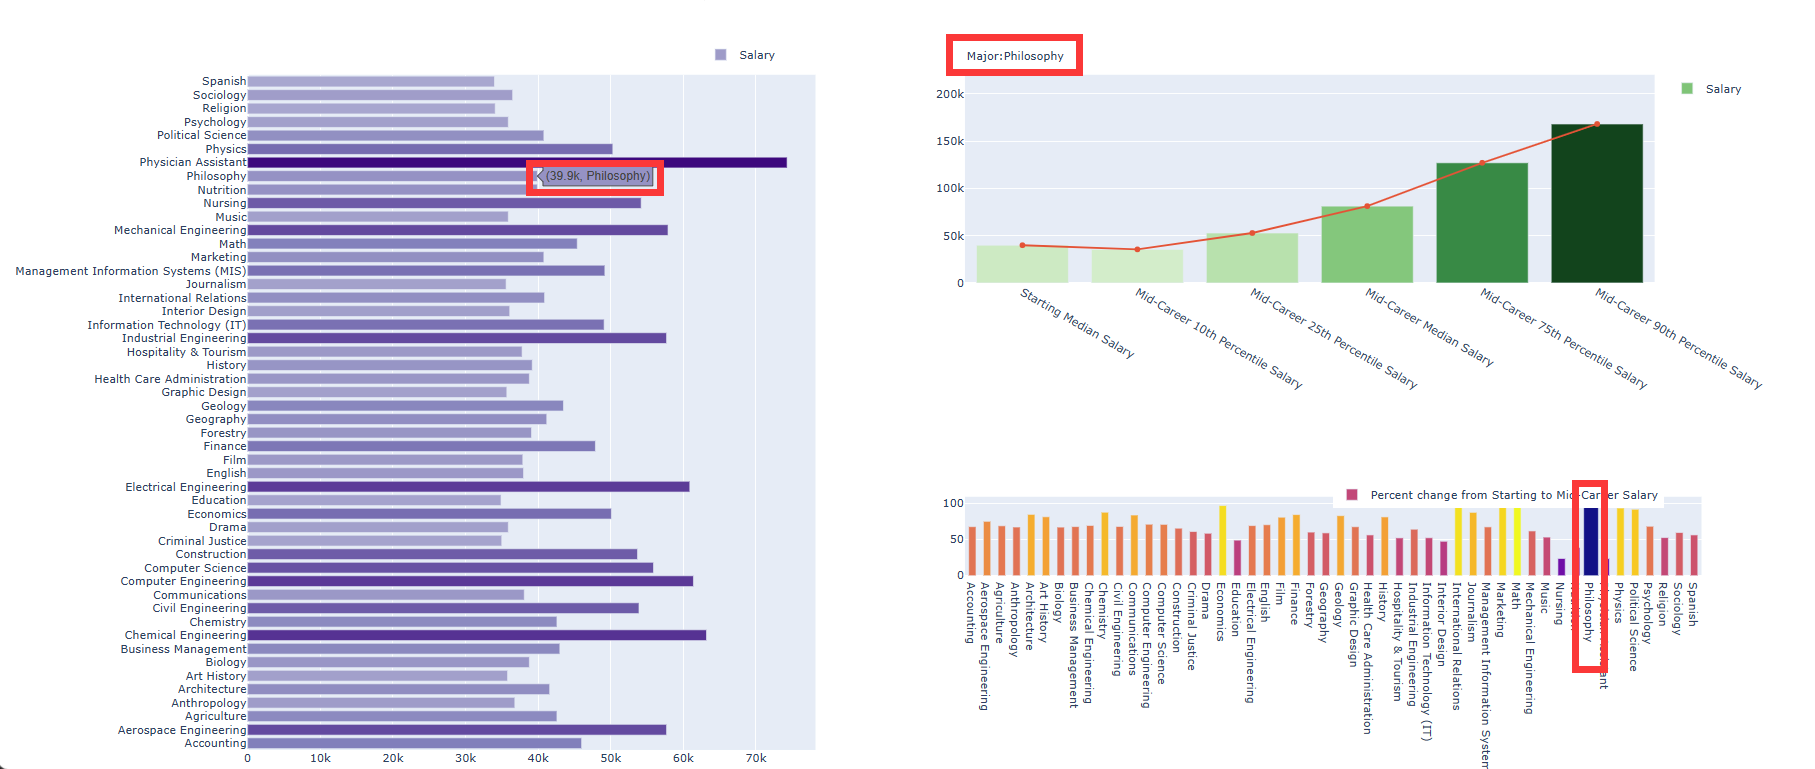 Salary
Spanish
Sociology
Religion
Psychology
Political Science
Physics
Physician Assistant
Philosophy
(39.9k, Philosophy)
Nutrition
Nursing
Music
Mechanical Engineering
Math
Marketing
Management Information Systems (MIS)
Journalism
International Relations
Interior Design
Information Technology (IT)
Industrial Engineering
Hospitality & Tourism
History
Health Care Administration
Graphic Design
Geology
Geography
Forestry
Finance
Film
English
Electrical Engineering
Education
Economics
Drama
Criminal Justice
Construction
Computer Science
Computer Engineering
Communications
Civil Engineering
Chemistry
Chemical Engineering
Business Management
Biology
Art History
Architecture
Anthropology
Agriculture
Aerospace Engineering
Accounting
0 10k 20k 30k 40k 50k 60k 70k
Major:Philosophy
Salary
200k
150k
100k
50k
0
Starting Median Salary
Mid-Career 10th Percentile Salary
Mid-Career 25th Percentile Salary
Mid-Career Median Salary
Mid-Career 75th Percentile Salary
Mid-Career 90th Percentile Salary
Percent change from Starting to Mid-Career Salary
100
50
0
Accounting
Aerospace Engineering
Agriculture
Anthropology
Architecture
Art History
Biology
Business Management
Chemical Engineering
Chemistry
Civil Engineering
Communications
Computer Engineering
Computer Science
Construction
Criminal Justice
Drama
Economics
Education
Electrical Engineering
English
Film
Finance
Forestry
Geography
Geology
Graphic Design
Health Care Administration
History
Hospitality & Tourism
Industrial Engineering
Information Technology (IT)
Interior Design
International Relations
Journalism
Management Information System
Marketing
Math
Mechanical Engineering
Music
Nursing
Philosophy
Physics
Political Science
Psychology
Religion
Sociology
Spanish